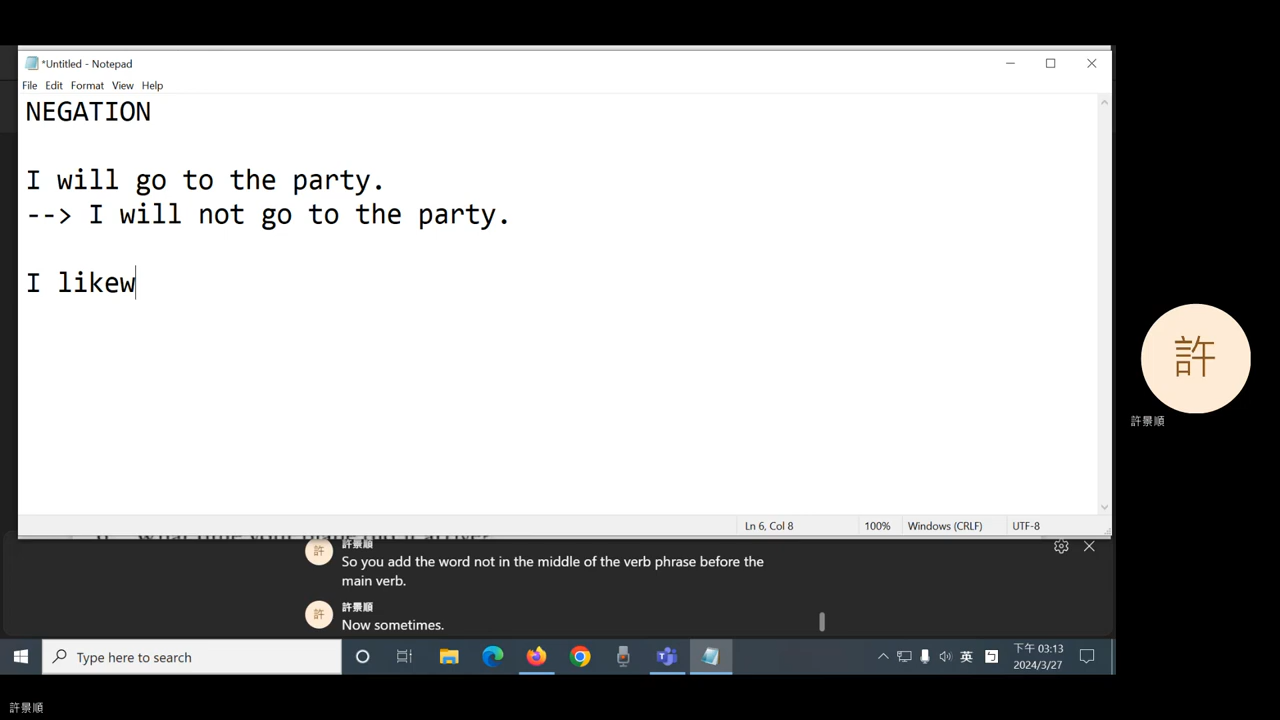 *Untitled - Notepad
File Edit Format View Help
NEGATION
I will go to the party.
--> I will not go to the party.
I likew
Ln 6, Col 8 100% Windows (CRLF) UTF-8
許
許景順
許 許景順
So you add the word not in the middle of the verb phrase before the
main verb.
許 許景順
Now sometimes.
Type here to search
英
下午 03:13
2024/3/27
許景順